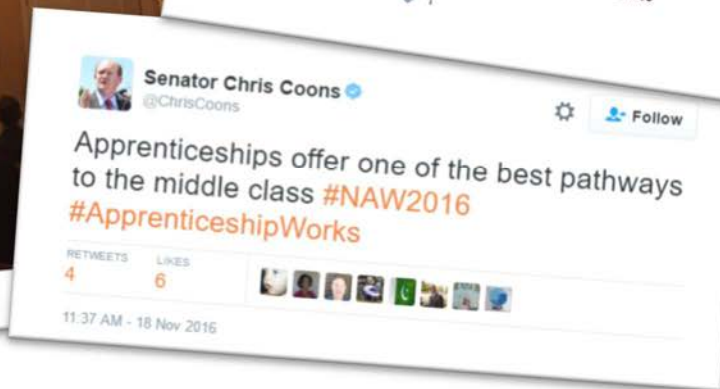 Senator Chris Coons
@ChrisCoons
Follow
Apprenticeships offer one of the best pathways
to the middle class #NAW2016
#ApprenticeshipWorks
RETWEETS LIKES
4 6
11:37 AM - 18 Nov 2016